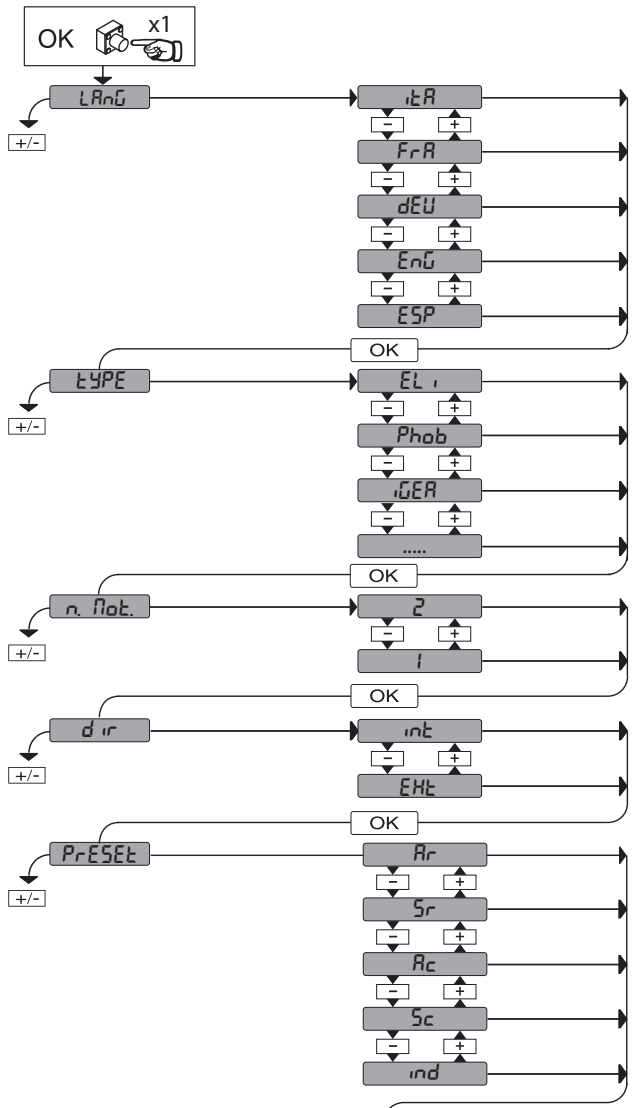 OK x1
LAnG itA
+/- - +
FrA
- +
dEU
- +
EnG
- +
ESP
OK
tYPE ELi
+/- - +
Phob
- +
iGEA
- +
.....
OK
n. Mot. 2
+/- - +
1
OK
dir int
+/- - +
EHt
OK
PrESEt Ar
+/- - +
Sr
- +
Ac
- +
Sc
- +
ind